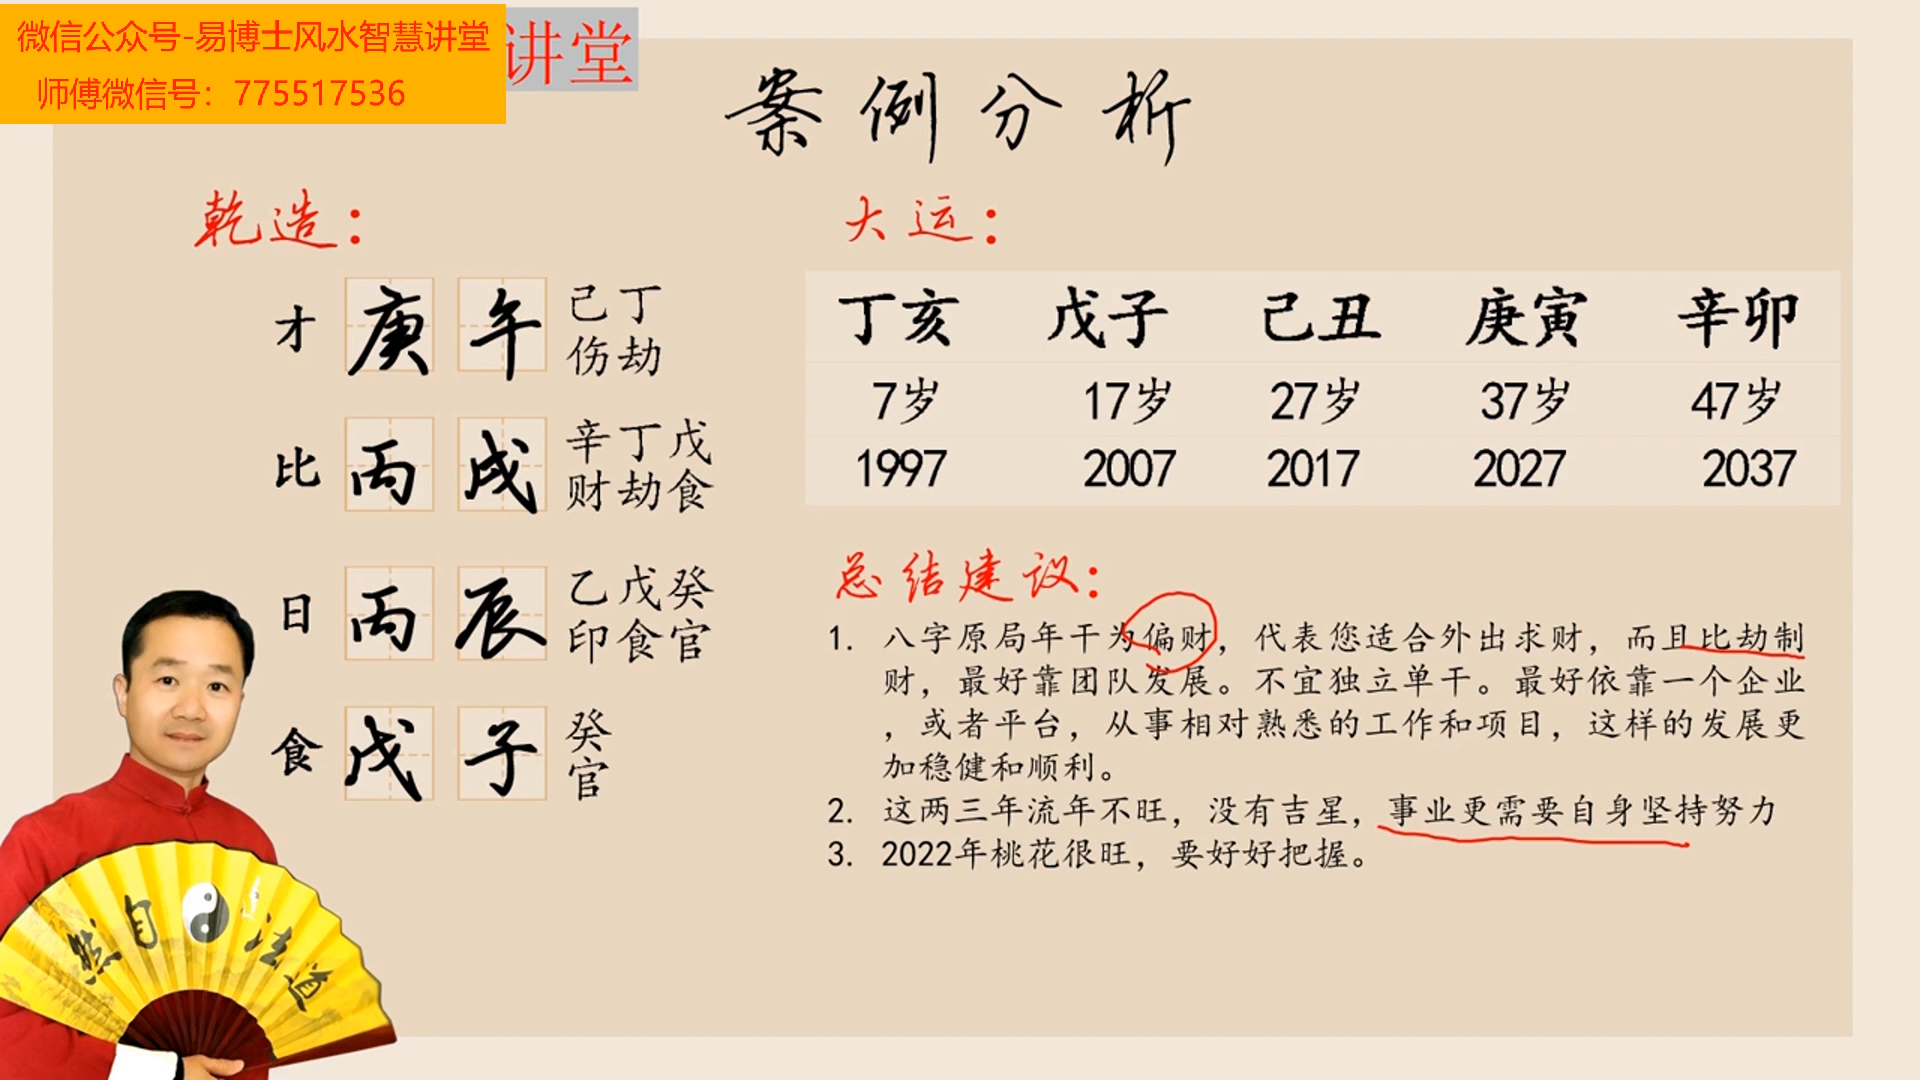 微信公众号-易博士风水智慧讲堂
师傅微信号：775517536
讲堂
案例分析
乾造：
才 庚 午 己丁
伤劫
比 丙 戌 辛丁戊
财劫食
日 丙 辰 乙戊癸
印食官
食 戊 子 癸
官
大运：
丁亥 戊子 己丑 庚寅 辛卯
7岁 17岁 27岁 37岁 47岁
1997 2007 2017 2027 2037
总结建议：
1. 八字原局年干为偏财，代表您适合外出求财，而且比劫制
财，最好靠团队发展。不宜独立单干。最好依靠一个企业
，或者平台，从事相对熟悉的工作和项目，这样的发展更
加稳健和顺利。
2. 这两三年流年不旺，没有吉星，事业更需要自身坚持努力
3. 2022年桃花很旺，要好好把握。
然自法道